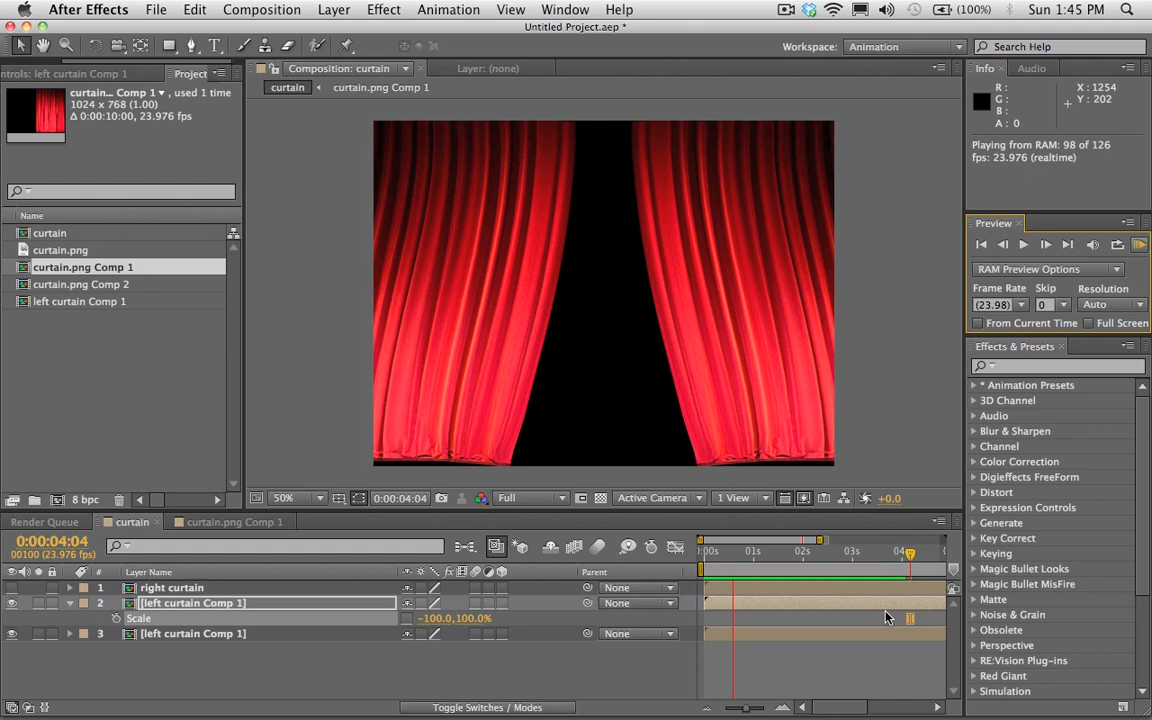 After Effects File Edit Composition Layer Effect Animation View Window Help (100%) Sun 1:45 PM
Untitled Project.aep *
Workspace: Animation Search Help
ntrols: left curtain Comp 1 Project Composition: curtain Layer: (none) Info Audio
curtain curtain.png Comp 1
curtain... Comp 1 , used 1 time
1024 x 768 (1.00)
Δ 0:00:10:00, 23.976 fps
R : X : 1254
G : Y : 202
B :
A : 0
Playing from RAM: 98 of 126
fps: 23.976 (realtime)
Name
curtain
curtain.png
curtain.png Comp 1
curtain.png Comp 2
left curtain Comp 1
Preview
RAM Preview Options
Frame Rate Skip Resolution
(23.98) 0 Auto
From Current Time Full Screen
Effects & Presets
* Animation Presets
3D Channel
Audio
Blur & Sharpen
Channel
Color Correction
Digieffects FreeForm
Distort
Expression Controls
Generate
Key Correct
Keying
Magic Bullet Looks
Magic Bullet MisFire
Matte
Noise & Grain
Obsolete
Perspective
RE:Vision Plug-ins
Red Giant
Simulation
8 bpc 50% 0:00:04:04 Full Active Camera 1 View +0.0
Render Queue curtain curtain.png Comp 1
0:00:04:04
00100 (23.976 fps)
:00s 01s 02s 03s 04
# Layer Name Parent
1 right curtain None
2 [left curtain Comp 1] None
Scale -100.0,100.0%
3 [left curtain Comp 1] None
Toggle Switches / Modes